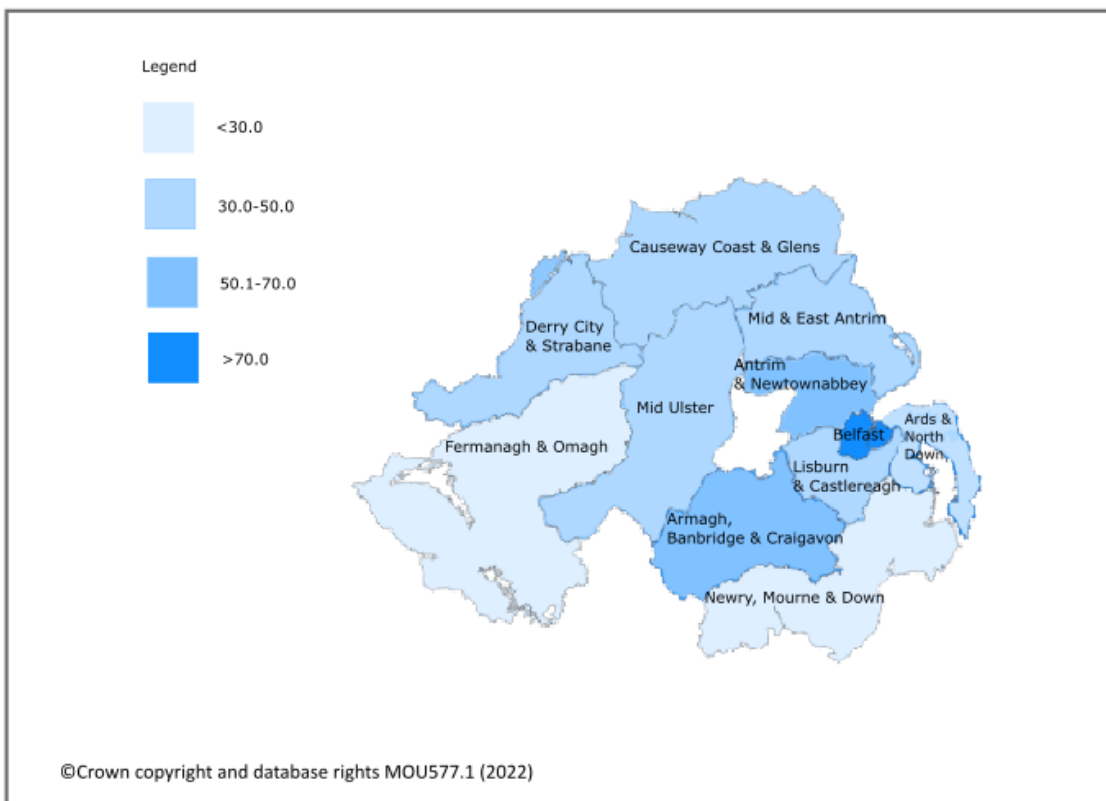 Legend
<30.0
30.0-50.0
50.1-70.0
>70.0
Causeway Coast & Glens
Mid & East Antrim
Derry City
& Strabane
Antrim
& Newtownabbey
Mid Ulster
Ards &
North
Down
Belfast
Fermanagh & Omagh
Lisburn
& Castlereagh
Armagh,
Banbridge & Craigavon
Newry, Mourne & Down
©Crown copyright and database rights MOU577.1 (2022)